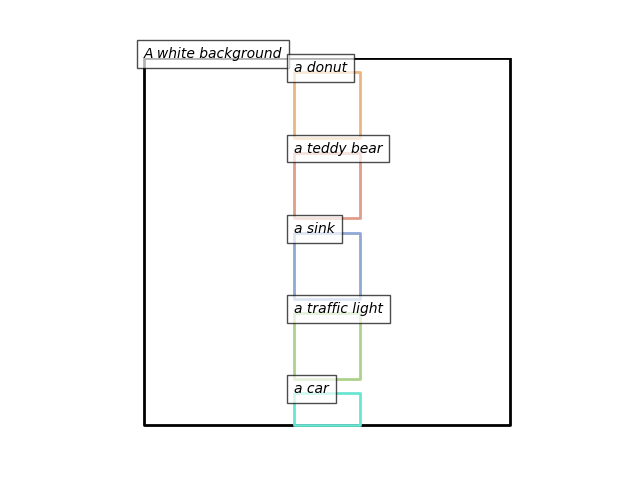 A white background
a donut
a teddy bear
a sink
a traffic light
a car